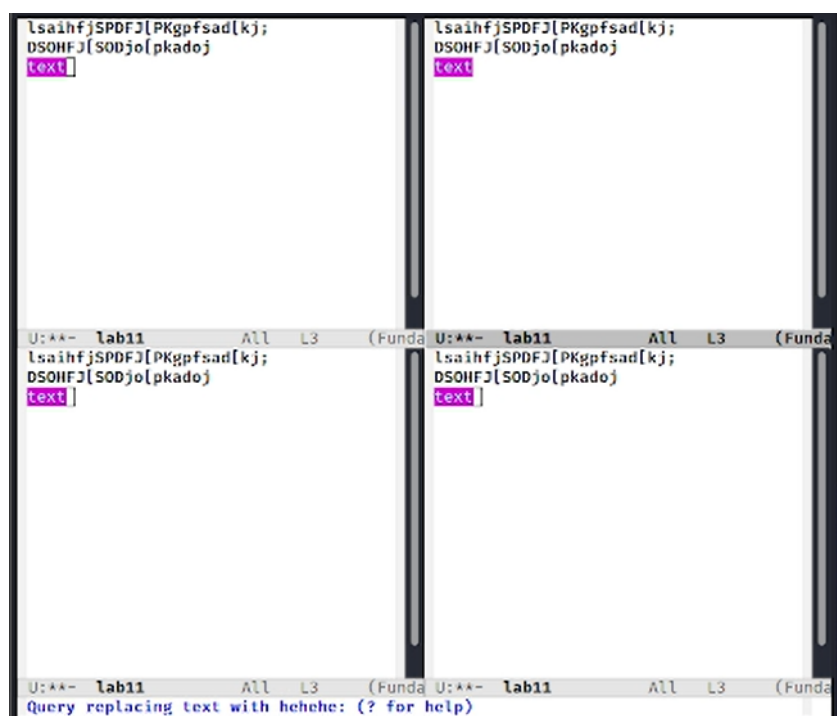 lsaihfjSPDFJ[PKgpfsad[kj;
DSOHFJ[SODjo[pkadoj
text
U:**-  lab11          All   L3     (Funda
lsaihfjSPDFJ[PKgpfsad[kj;
DSOHFJ[SODjo[pkadoj
text
U:**-  lab11          All   L3     (Funda
lsaihfjSPDFJ[PKgpfsad[kj;
DSOHFJ[SODjo[pkadoj
text
U:**-  lab11          All   L3     (Funda
lsaihfjSPDFJ[PKgpfsad[kj;
DSOHFJ[SODjo[pkadoj
text
U:**-  lab11          All   L3     (Funda
Query replacing text with hehehe: (? for help)